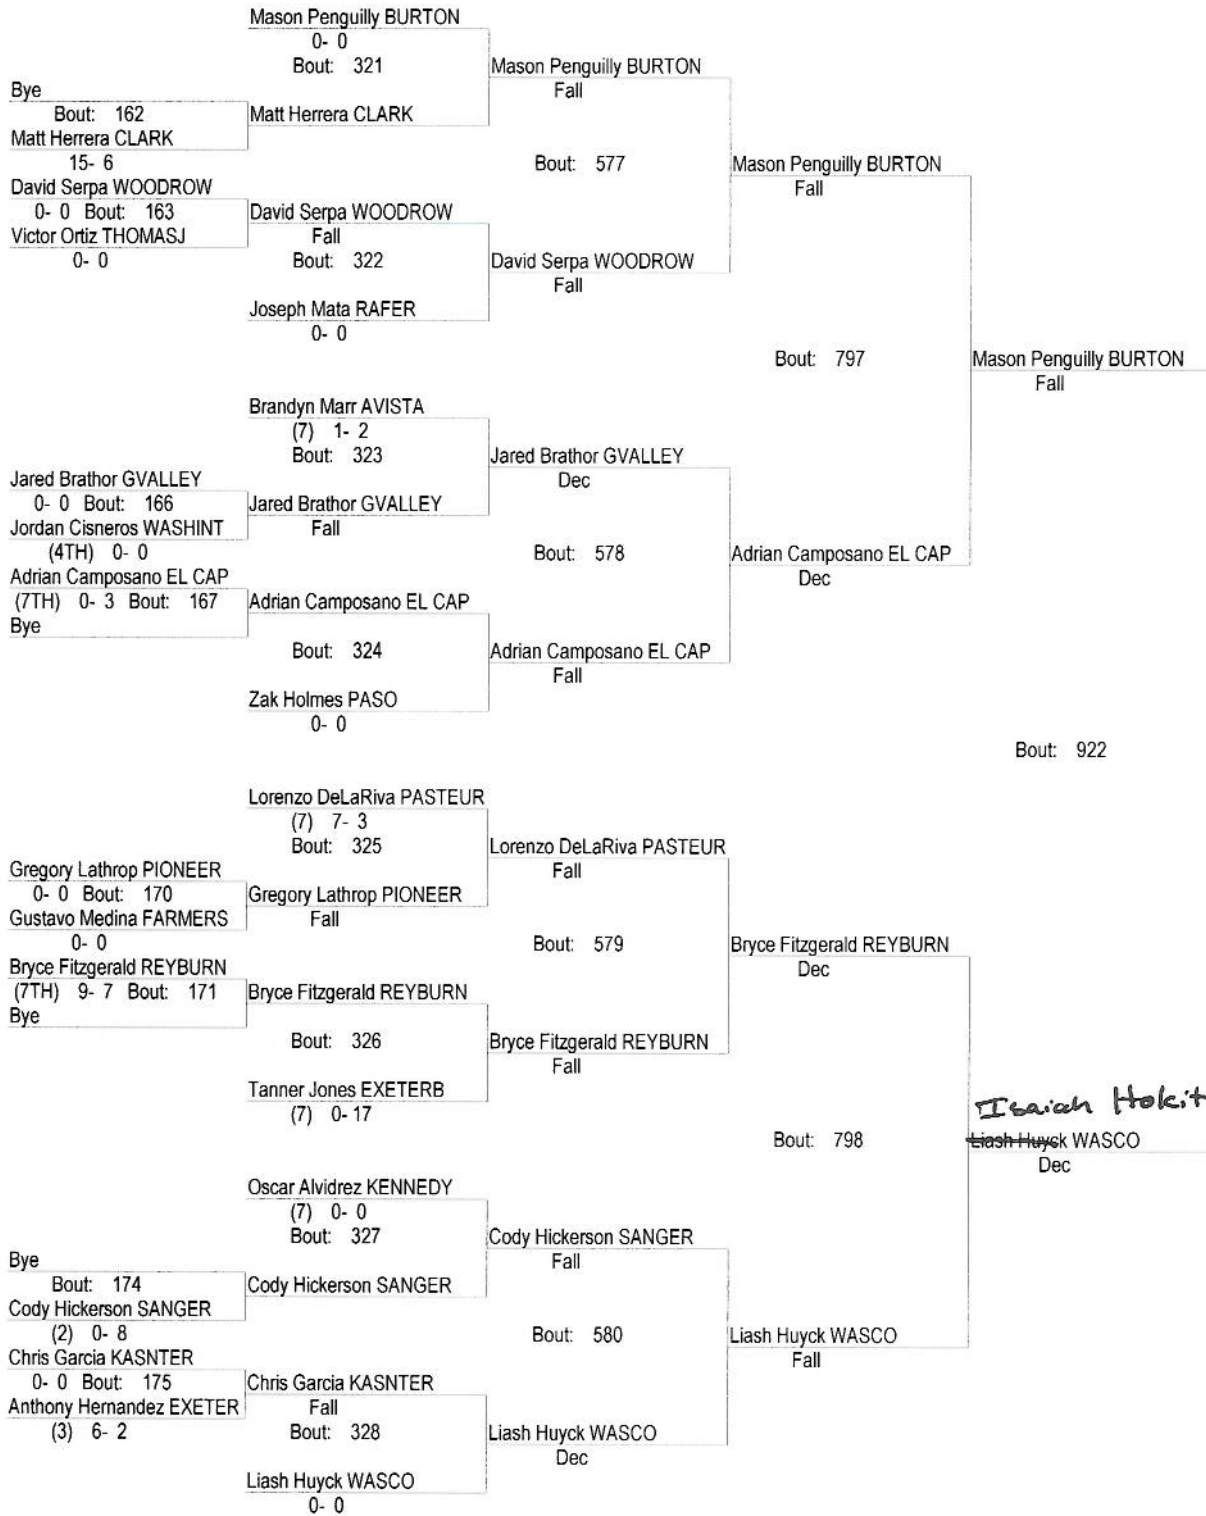 Mason Penguilly BURTON
0- 0
Bout: 321
Mason Penguilly BURTON
Fall
Bye
Bout: 162
Matt Herrera CLARK
Matt Herrera CLARK
15- 6
Bout: 577
Mason Penguilly BURTON
Fall
David Serpa WOODROW
0- 0 Bout: 163
David Serpa WOODROW
Fall
Victor Ortiz THOMASJ
0- 0
Bout: 322
David Serpa WOODROW
Fall
Joseph Mata RAFER
0- 0
Bout: 797
Mason Penguilly BURTON
Fall
Brandyn Marr AVISTA
(7) 1- 2
Bout: 323
Jared Brathor GVALLEY
Dec
Jared Brathor GVALLEY
0- 0 Bout: 166
Jared Brathor GVALLEY
Fall
Jordan Cisneros WASHINT
(4TH) 0- 0
Bout: 578
Adrian Camposano EL CAP
Dec
Adrian Camposano EL CAP
(7TH) 0- 3 Bout: 167
Adrian Camposano EL CAP
Bye
Bout: 324
Adrian Camposano EL CAP
Fall
Zak Holmes PASO
0- 0
Bout: 922
Lorenzo DeLaRiva PASTEUR
(7) 7- 3
Bout: 325
Lorenzo DeLaRiva PASTEUR
Fall
Gregory Lathrop PIONEER
0- 0 Bout: 170
Gregory Lathrop PIONEER
Fall
Gustavo Medina FARMERS
0- 0
Bout: 579
Bryce Fitzgerald REYBURN
Dec
Bryce Fitzgerald REYBURN
(7TH) 9- 7 Bout: 171
Bryce Fitzgerald REYBURN
Bye
Bout: 326
Bryce Fitzgerald REYBURN
Fall
Tanner Jones EXETERB
(7) 0- 17
Isaiah Hokit
Bout: 798
Liash Huyck WASCO
Dec
Oscar Alvidrez KENNEDY
(7) 0- 0
Bout: 327
Cody Hickerson SANGER
Fall
Bye
Bout: 174
Cody Hickerson SANGER
Cody Hickerson SANGER
(2) 0- 8
Bout: 580
Liash Huyck WASCO
Fall
Chris Garcia KASNTER
0- 0 Bout: 175
Chris Garcia KASNTER
Fall
Anthony Hernandez EXETER
(3) 6- 2
Bout: 328
Liash Huyck WASCO
Dec
Liash Huyck WASCO
0- 0